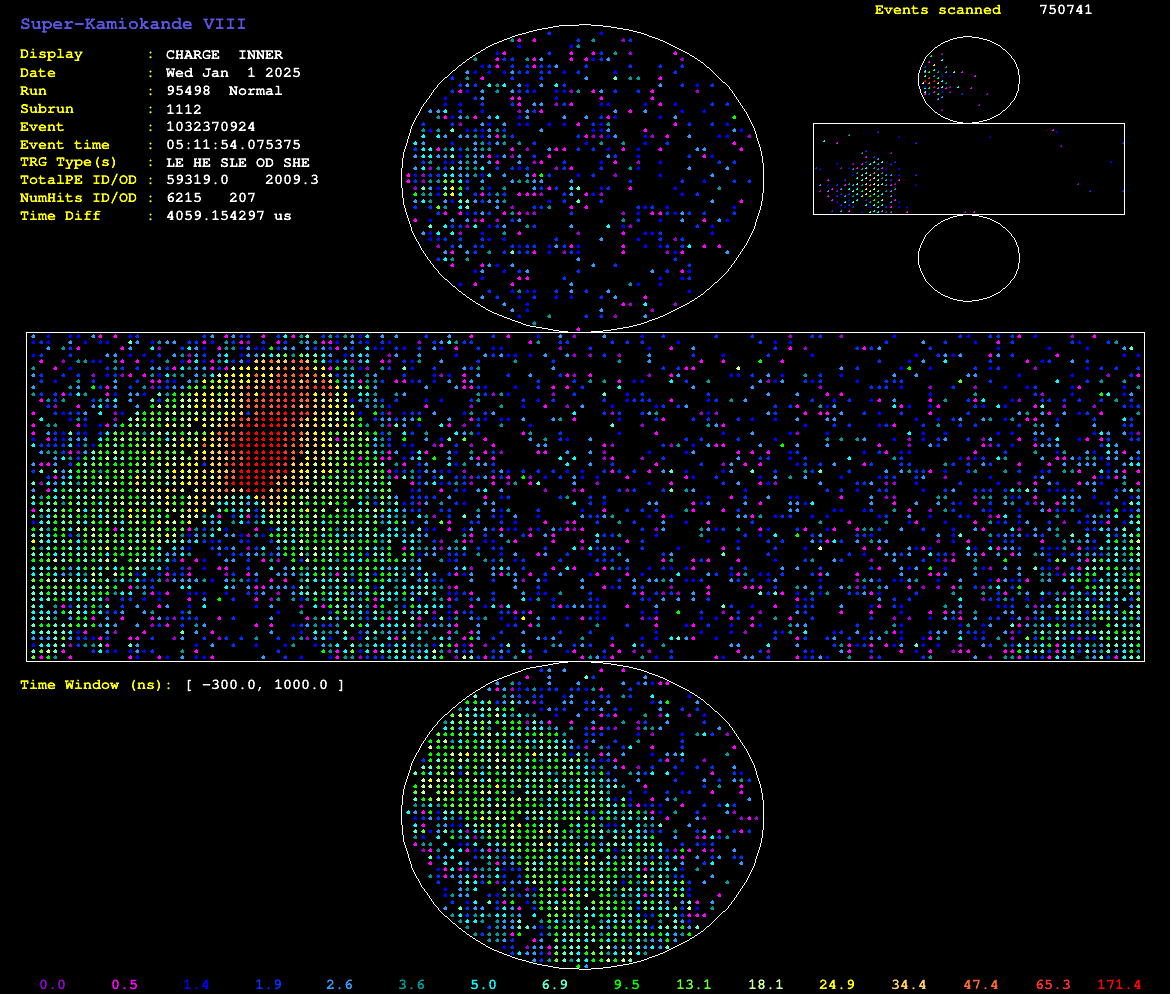 Super-Kamiokande VIII
Events scanned 750741
Display : CHARGE INNER
Date : Wed Jan 1 2025
Run : 95498 Normal
Subrun : 1112
Event : 1032370924
Event time : 05:11:54.075375
TRG Type(s) : LE HE SLE OD SHE
TotalPE ID/OD : 59319.0 2009.3
NumHits ID/OD : 6215 207
Time Diff : 4059.154297 us
Time Window (ns): [ −300.0, 1000.0 ]
0.0 0.5 1.4 1.9 2.6 3.6 5.0 6.9 9.5 13.1 18.1 24.9 34.4 47.4 65.3 171.4